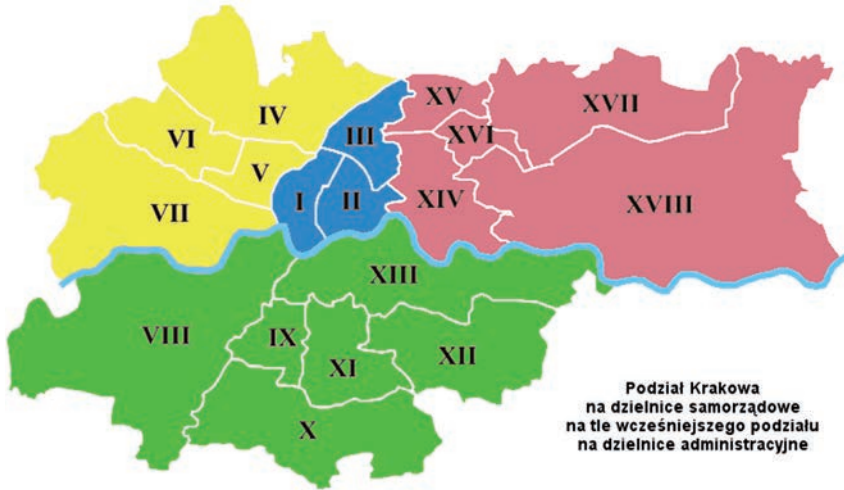 IV
XV
XVII
VI
III
XVI
V
VII
I
II
XIV
XVIII
XIII
VIII
IX
XI
XII
X
Podział Krakowa
na dzielnice samorządowe
na tle wcześniejszego podziału
na dzielnice administracyjne